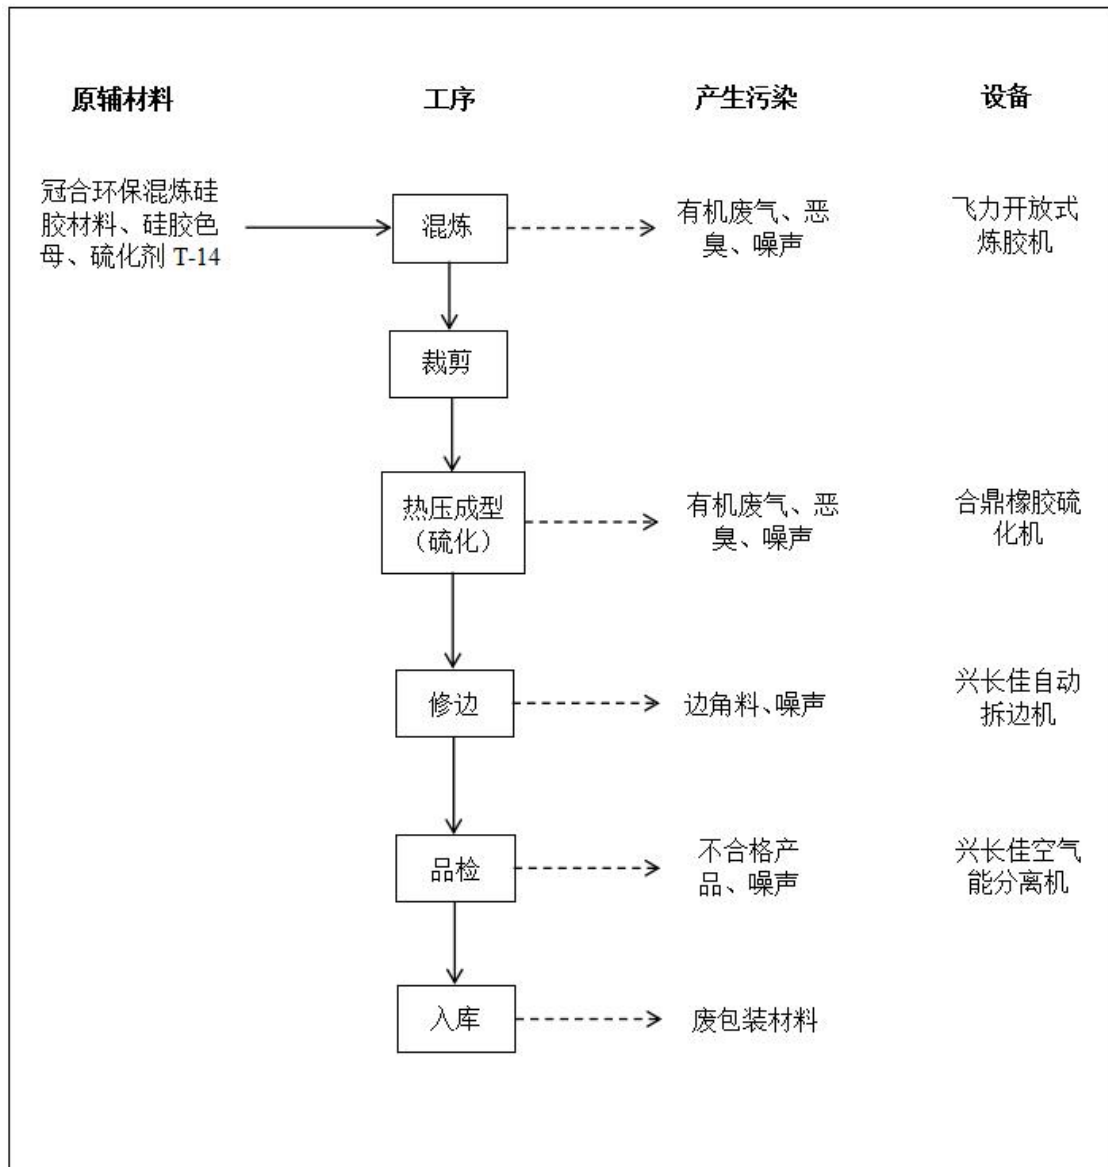 原辅材料 工序 产生污染 设备
冠合环保混炼硅
胶材料、硅胶色
母、硫化剂 T-14
混炼
有机废气、恶
臭、噪声
飞力开放式
炼胶机
裁剪
热压成型
（硫化）
有机废气、恶
臭、噪声
合鼎橡胶硫
化机
修边
边角料、噪声
兴长佳自动
拆边机
品检
不合格产
品、噪声
兴长佳空气
能分离机
入库
废包装材料